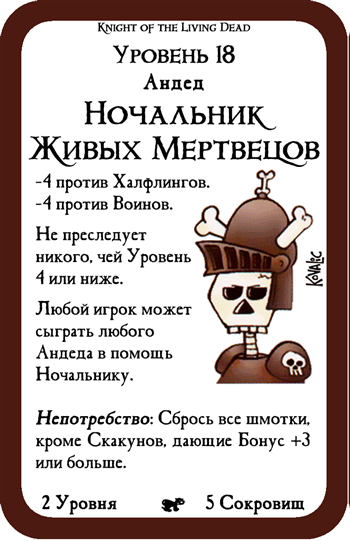 Knight of the Living Dead
Уровень 18
Андед
Ночальник
Живых Мертвецов
-4 против Халфлингов.
-4 против Воинов.
Не преследует
никого, чей Уровень
4 или ниже.
Любой игрок может
сыграть любого
Андеда в помощь
Ночальнику.
Kovalic
Непотребство: Сбрось все шмотки,
кроме Скакунов, дающие Бонус +3
или больше.
2 Уровня 5 Сокровищ